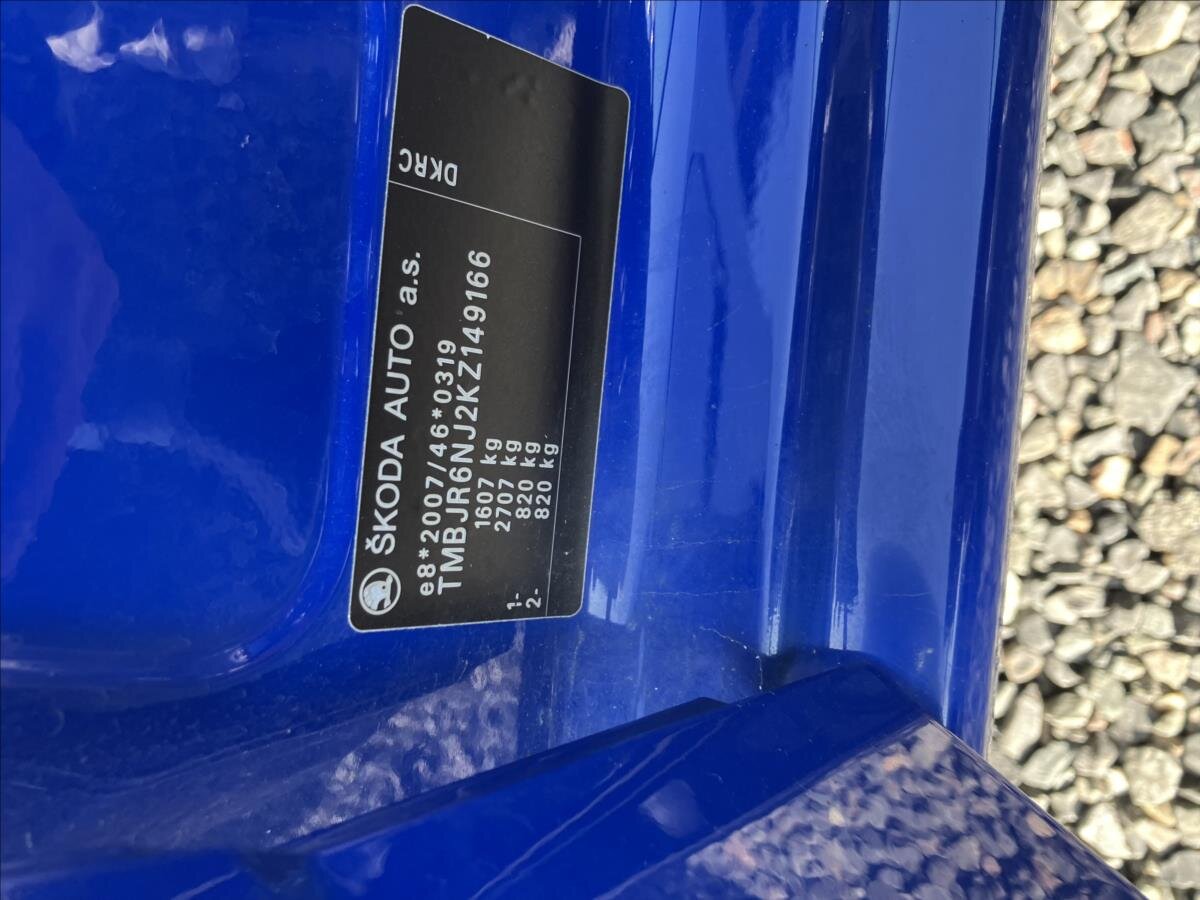 ŠKODA AUTO a.s.
e8*2007/46*0319
TMBJR6NJ2KZ149166
1607 kg
2707 kg
1- 820 kg
2- 820 kg
DKRC